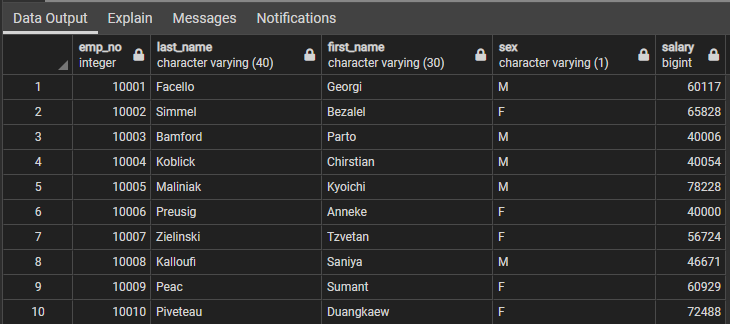 Data Output Explain Messages Notifications
emp_no last_name first_name sex salary
integer character varying (40) character varying (30) character varying (1) bigint
1 10001 Facello Georgi M 60117
2 10002 Simmel Bezalel F 65828
3 10003 Bamford Parto M 40006
4 10004 Koblick Chirstian M 40054
5 10005 Maliniak Kyoichi M 78228
6 10006 Preusig Anneke F 40000
7 10007 Zielinski Tzvetan F 56724
8 10008 Kalloufi Saniya M 46671
9 10009 Peac Sumant F 60929
10 10010 Piveteau Duangkaew F 72488